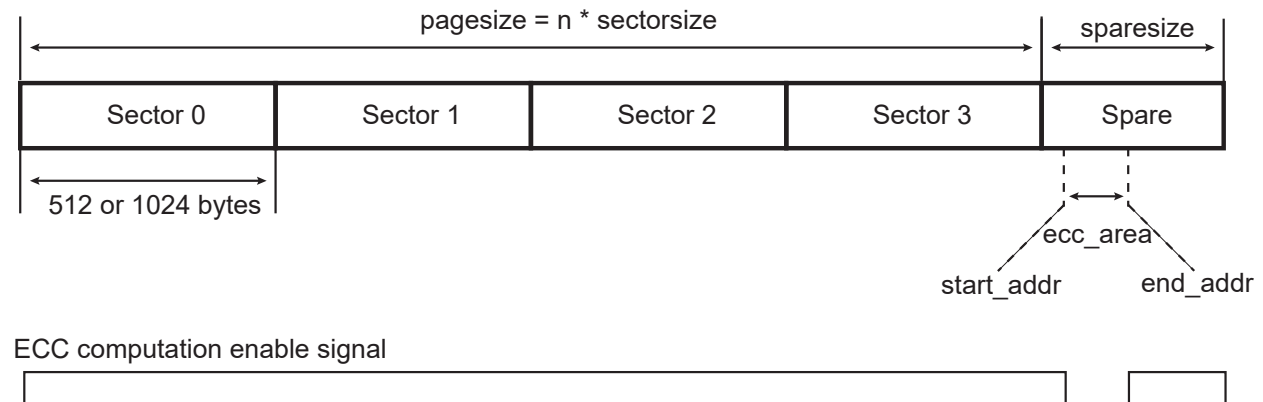 pagesize = n * sectorsize
sparesize
Sector 0 Sector 1 Sector 2 Sector 3 Spare
512 or 1024 bytes
ecc_area
start_addr end_addr
ECC computation enable signal